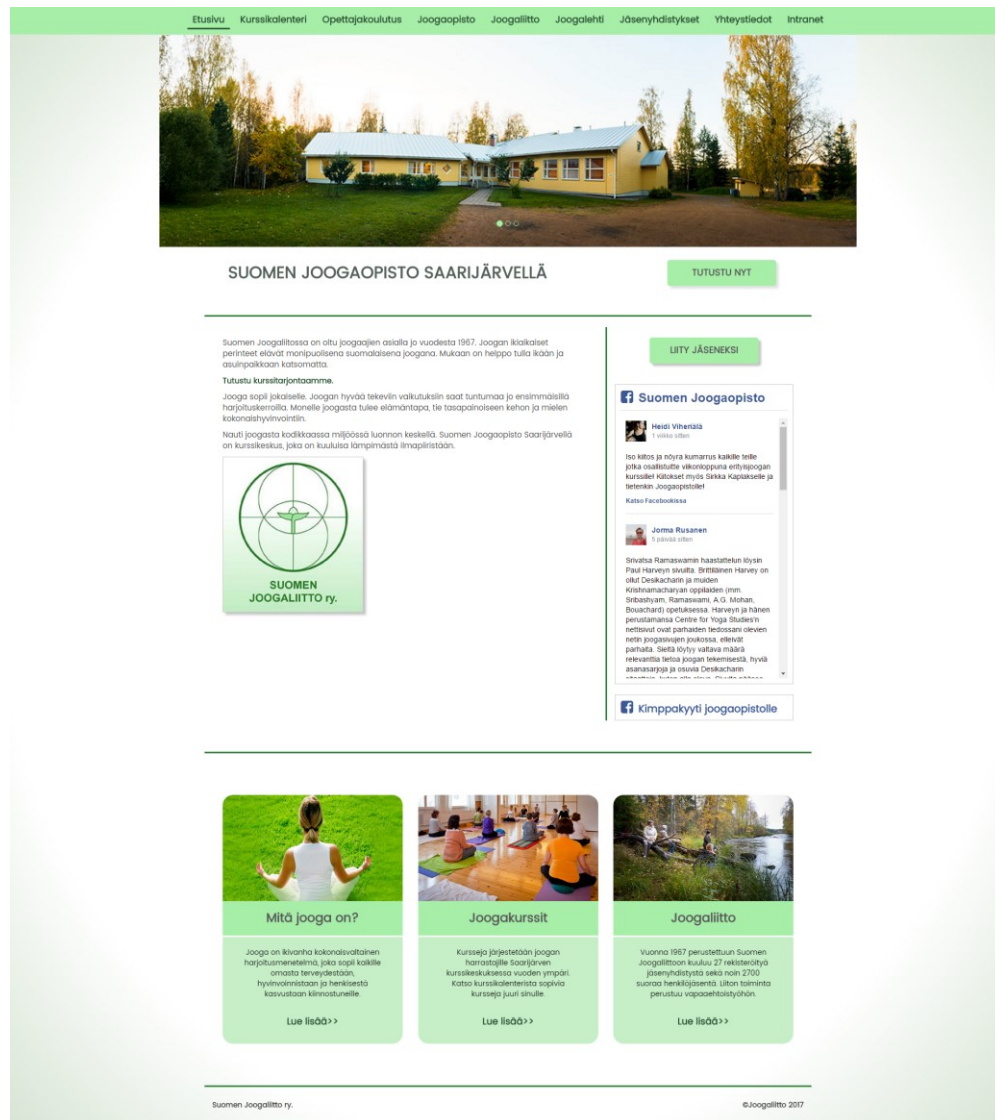 Etusivu Kurssikalenteri Opettajakoulutus Joogaopisto Joogaliitto Joogalehti Jäsenyhdistykset Yhteystiedot Intranet
SUOMEN JOOGAOPISTO SAARIJÄRVELLÄ
TUTUSTU NYT
Suomen Joogaliitossa on oltu joogaajien asialla jo vuodesta 1967. Joogan ikiaikaiset
perinteet elävät monipuolisena suomalaisena joogana. Mukaan on helppo tulla ikään ja
asuinpaikkaan katsomatta.
Tutustu kurssitarjontaamme.
Jooga sopii jokaiselle. Joogan hyvää tekeviin vaikutuksiin saat tuntumaa jo ensimmäisillä
harjoituskerroilla. Monelle joogasta tulee elämäntapa, tie tasapainoiseen kehon ja mielen
kokonaishyvinvointiin.
Nauti joogasta kodikkaassa miljöössä luonnon keskellä. Suomen Joogaopisto Saarijärvellä
on kurssikeskus, joka on kuuluisa lämpimästä ilmapiiristään.
SUOMEN
JOOGALIITTO ry.
LIITY JÄSENEKSI
Suomen Joogaopisto
Heidi Viheriälä
1 viikko sitten
Iso kiitos ja nöyrä kumarrus kaikille teille
jotka osallistuitte viikonloppuna erityisjoogan
kurssille! Kiitokset myös Sirkka Kaplakselle ja
tietenkin Joogaopistolle!
Katso Facebookissa
Jorma Rusanen
5 päivää sitten
Srivatsa Ramaswamin haastattelun löysin
Paul Harveyn sivuilta. Brittiläinen Harvey on
ollut Desikacharin ja muiden
Krishnamacharyan oppilaiden (mm.
Sribashyam, Ramaswami, A.G. Mohan,
Bouachard) opetuksessa. Harveyn ja hänen
perustamansa Centre for Yoga Studies'n
nettisivut ovat parhaiden tiedossani olevien
netin joogasivujen joukossa, elleivät
parhaita. Sieltä löytyy valtava määrä
relevanttia tietoa joogan tekemisestä, hyviä
asanasarjoja ja osuvia Desikacharin
Kimppakyyti joogaopistolle
Mitä jooga on?
Jooga on ikivanha kokonaisvaltainen
harjoitusmenetelmä, joka sopii kaikille
omasta terveydestään,
hyvinvoinnistaan ja henkisestä
kasvustaan kiinnostuneille.
Lue lisää>>
Joogakurssit
Kursseja järjestetään joogan
harrastajille Saarijärven
kurssikeskuksessa vuoden ympäri.
Katso kurssikalenterista sopivia
kursseja juuri sinulle.
Lue lisää>>
Joogaliitto
Vuonna 1967 perustettuun Suomen
Joogaliittoon kuuluu 27 rekisteröityä
jäsenyhdistystä sekä noin 2700
suoraa henkilöjäsentä. Liiton toiminta
perustuu vapaaehtoistyöhön.
Lue lisää>>
Suomen Joogaliitto ry.
©Joogaliitto 2017